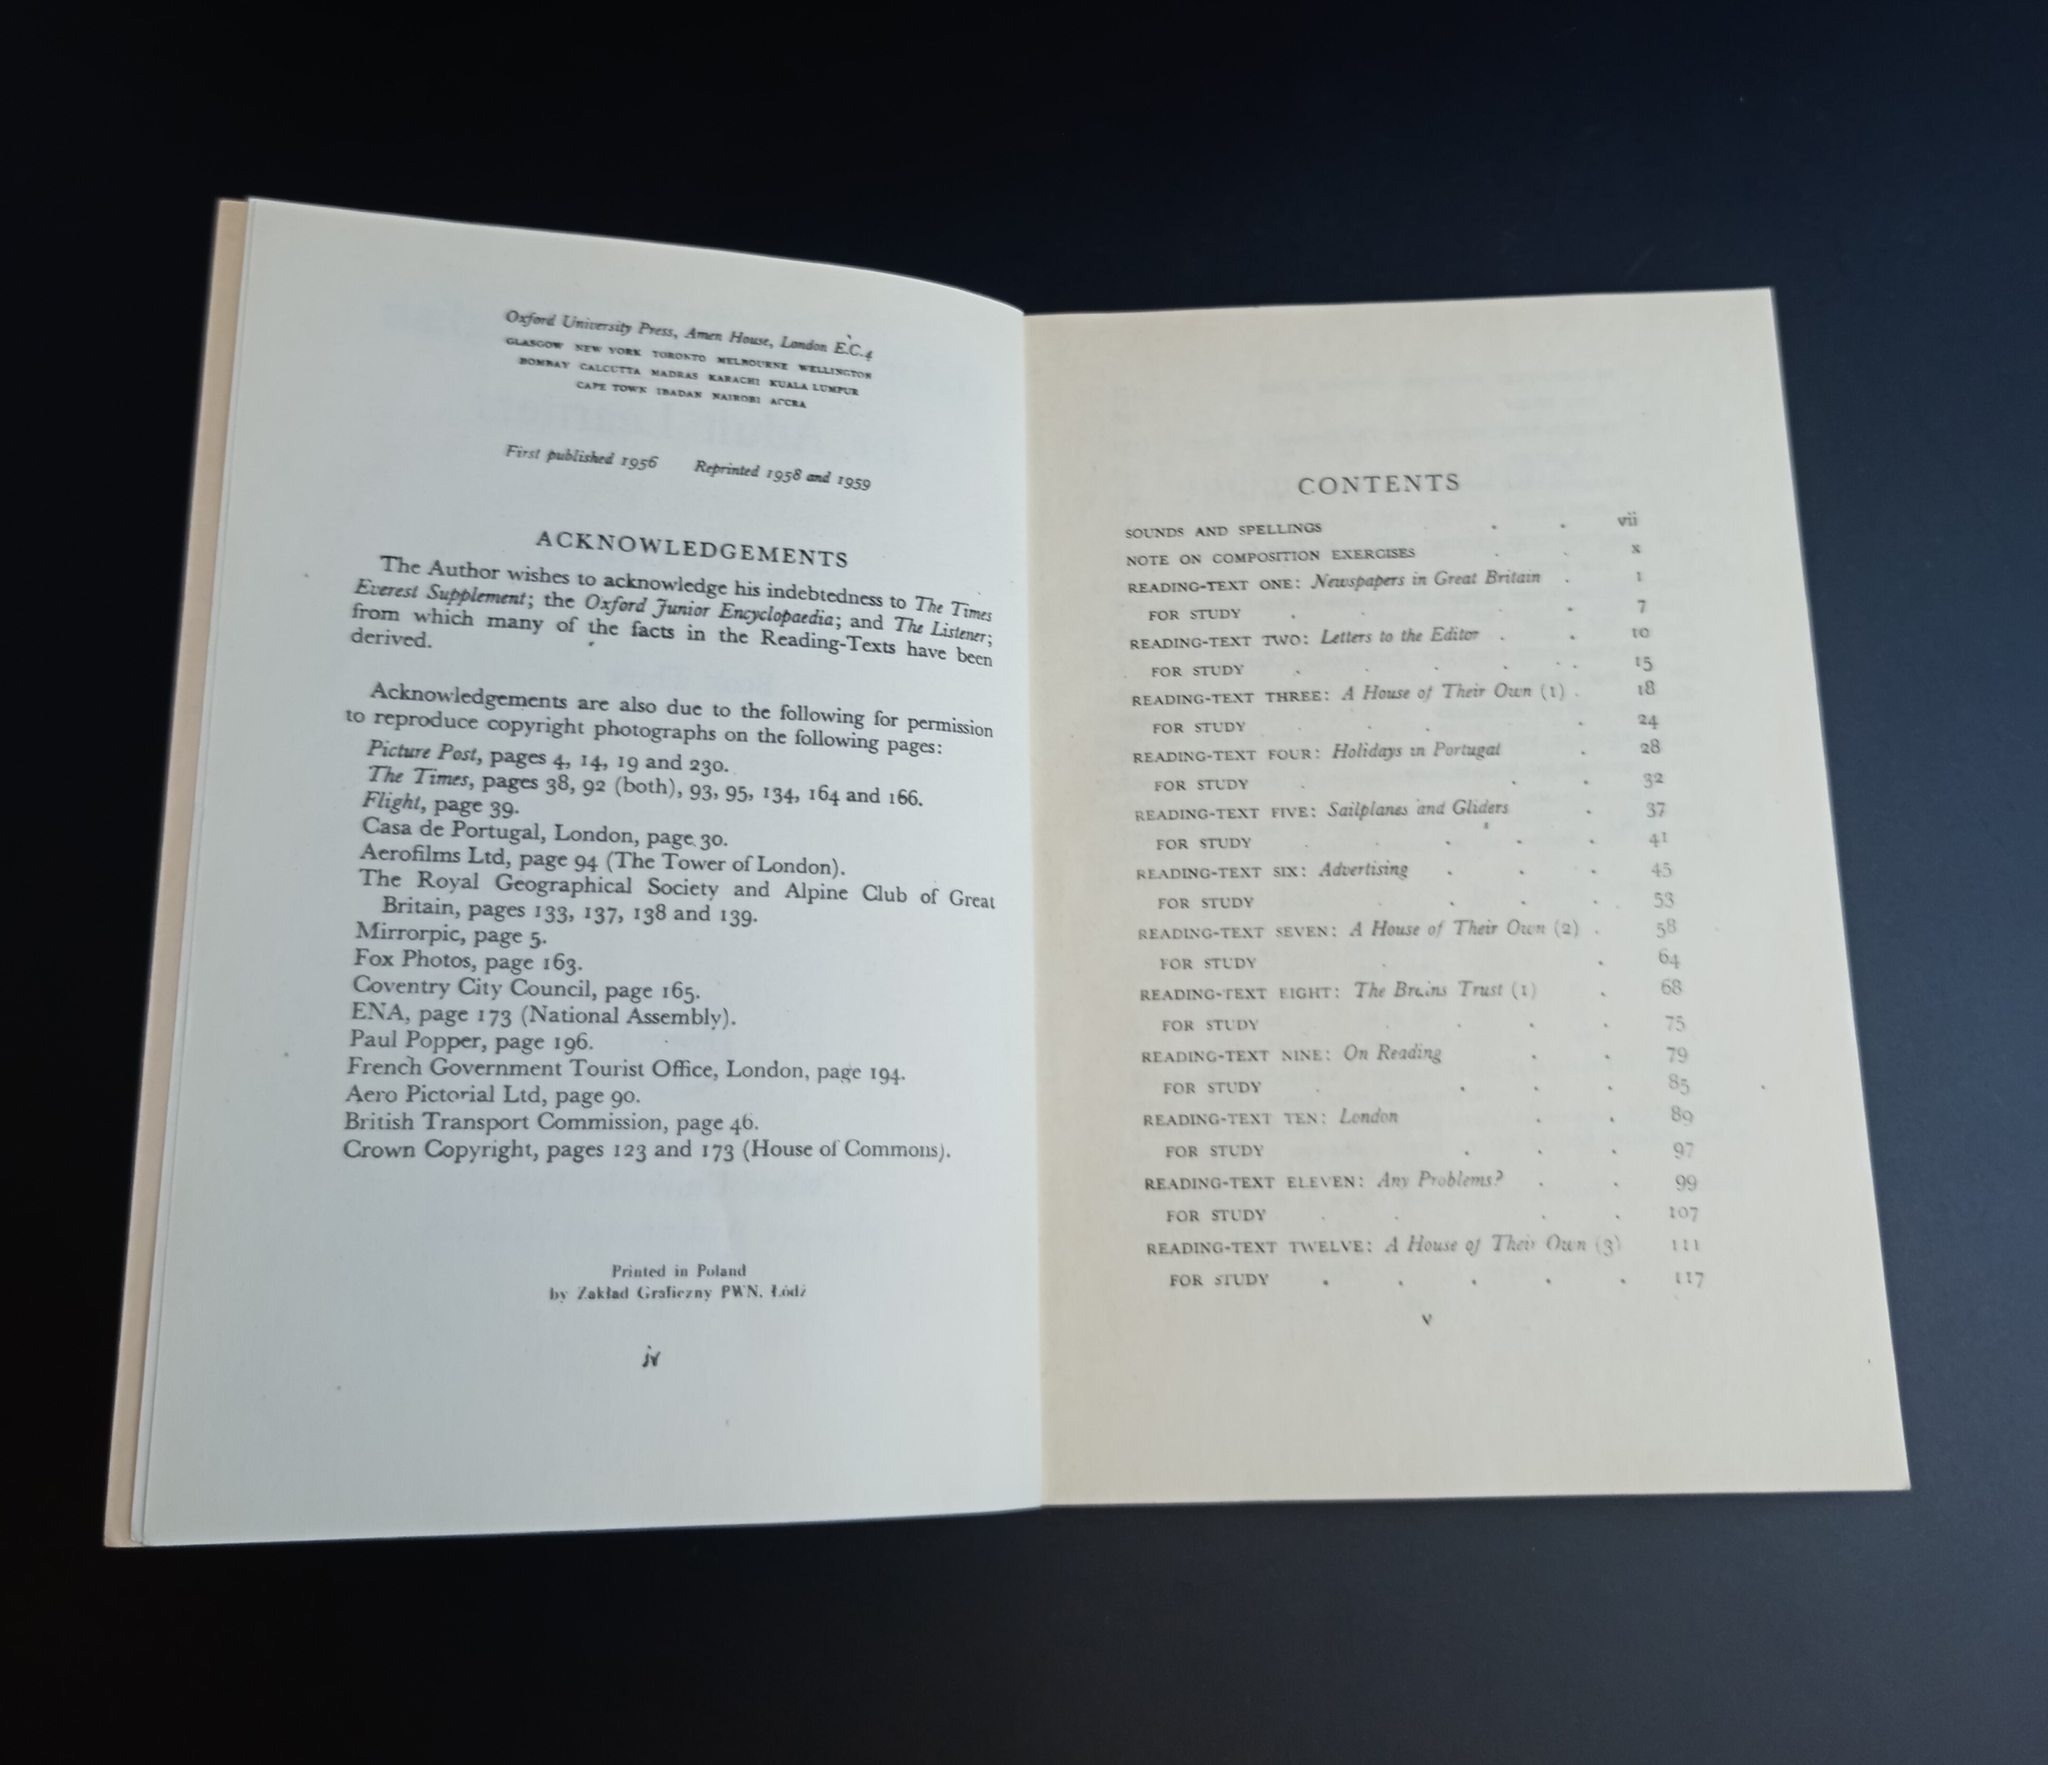 Oxford University Press, Amen House, London E.C.4
GLASGOW NEW YORK TORONTO MELBOURNE WELLINGTON
BOMBAY CALCUTTA MADRAS KARACHI KUALA LUMPUR
CAPE TOWN IBADAN NAIROBI ACCRA
First published 1956 Reprinted 1958 and 1959
ACKNOWLEDGEMENTS
The Author wishes to acknowledge his indebtedness to The Times
Everest Supplement; the Oxford Junior Encyclopaedia; and The Listener;
from which many of the facts in the Reading-Texts have been
derived.
Acknowledgements are also due to the following for permission
to reproduce copyright photographs on the following pages:
Picture Post, pages 4, 14, 19 and 230.
The Times, pages 38, 92 (both), 93, 95, 134, 164 and 166.
Flight, page 39.
Casa de Portugal, London, page 30.
Aerofilms Ltd, page 94 (The Tower of London).
The Royal Geographical Society and Alpine Club of Great
Britain, pages 133, 137, 138 and 139.
Mirrorpic, page 5.
Fox Photos, page 163.
Coventry City Council, page 165.
ENA, page 173 (National Assembly).
Paul Popper, page 196.
French Government Tourist Office, London, page 194.
Aero Pictorial Ltd, page 90.
British Transport Commission, page 46.
Crown Copyright, pages 123 and 173 (House of Commons).
Printed in Poland
by Zakład Graficzny PWN, Łódź
iv
CONTENTS
SOUNDS AND SPELLINGS . . vii
NOTE ON COMPOSITION EXERCISES . . x
READING-TEXT ONE: Newspapers in Great Britain . 1
FOR STUDY . . . 7
READING-TEXT TWO: Letters to the Editor . . 10
FOR STUDY . . . . . 15
READING-TEXT THREE: A House of Their Own (1) . 18
FOR STUDY . . . 24
READING-TEXT FOUR: Holidays in Portugal . 28
FOR STUDY . . . 32
READING-TEXT FIVE: Sailplanes and Gliders . 37
FOR STUDY . . . . . 41
READING-TEXT SIX: Advertising . . . 45
FOR STUDY . . . . 53
READING-TEXT SEVEN: A House of Their Own (2) . 58
FOR STUDY . . 64
READING-TEXT EIGHT: The Brains Trust (1) . 68
FOR STUDY . . . . 75
READING-TEXT NINE: On Reading . . 79
FOR STUDY . . . . 85
READING-TEXT TEN: London . . 89
FOR STUDY . . . 97
READING-TEXT ELEVEN: Any Problems? . . 99
FOR STUDY . . . . 107
READING-TEXT TWELVE: A House of Their Own (3) 111
FOR STUDY . . . . . 117
v